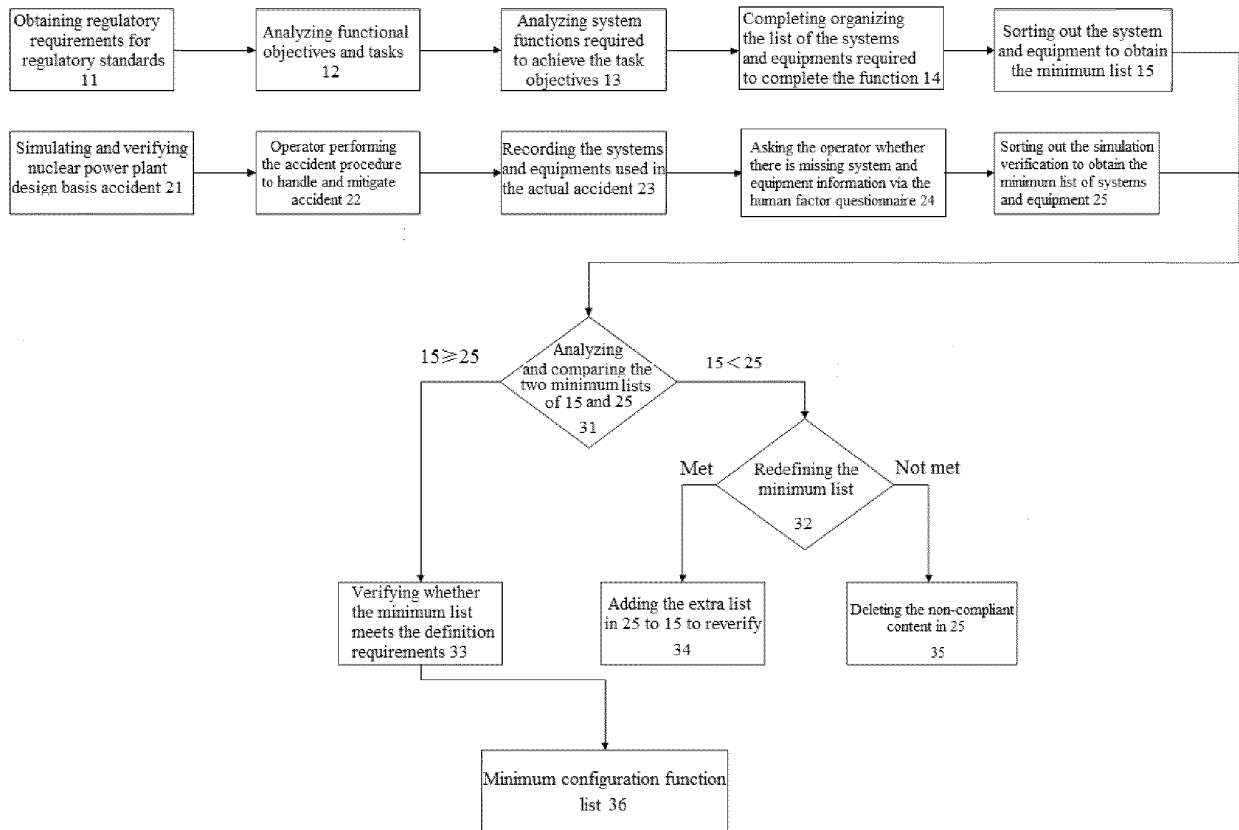 Obtaining regulatory
requirements for
regulatory standards
11
Analyzing functional
objectives and tasks
12
Analyzing system
functions required
to achieve the task
objectives 13
Completing organizing
the list of the systems
and equipments required
to complete the function 14
Sorting out the system
and equipment to obtain
the minimum list 15
Simulating and verifying
nuclear power plant
design basis accident 21
Operator performing
the accident procedure
to handle and mitigate
accident 22
Recording the systems
and equipments used in
the actual accident 23
Asking the operator whether
there is missing system and
equipment information via the
human factor questionnaire 24
Sorting out the simulation
verification to obtain the
minimum list of systems
and equipment 25
15≥25
Analyzing
and comparing the
two minimum lists
of 15 and 25
31
15<25
Met
Redefining the
minimum list
32
Not met
Verifying whether
the minimum list
meets the definition
requirements 33
Adding the extra list
in 25 to 15 to reverify
34
Deleting the non-compliant
content in 25
35
Minimum configuration function
list 36